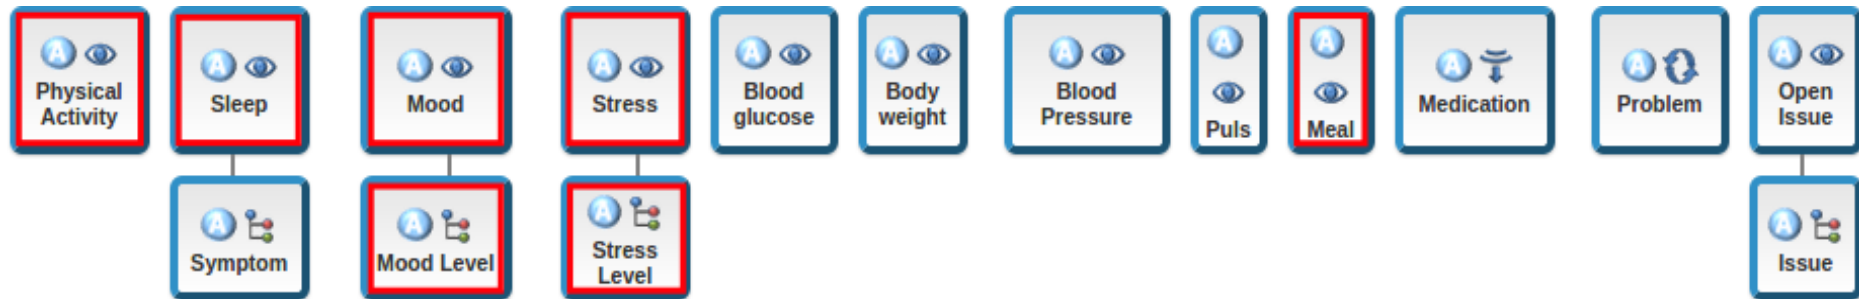 A
Physical
Activity
A
Sleep
A
Mood
A
Stress
A
Blood
glucose
A
Body
weight
A
Blood
Pressure
A
Puls
A
Meal
A
Medication
A
Problem
A
Open
Issue
A
Symptom
A
Mood Level
A
Stress
Level
A
Issue